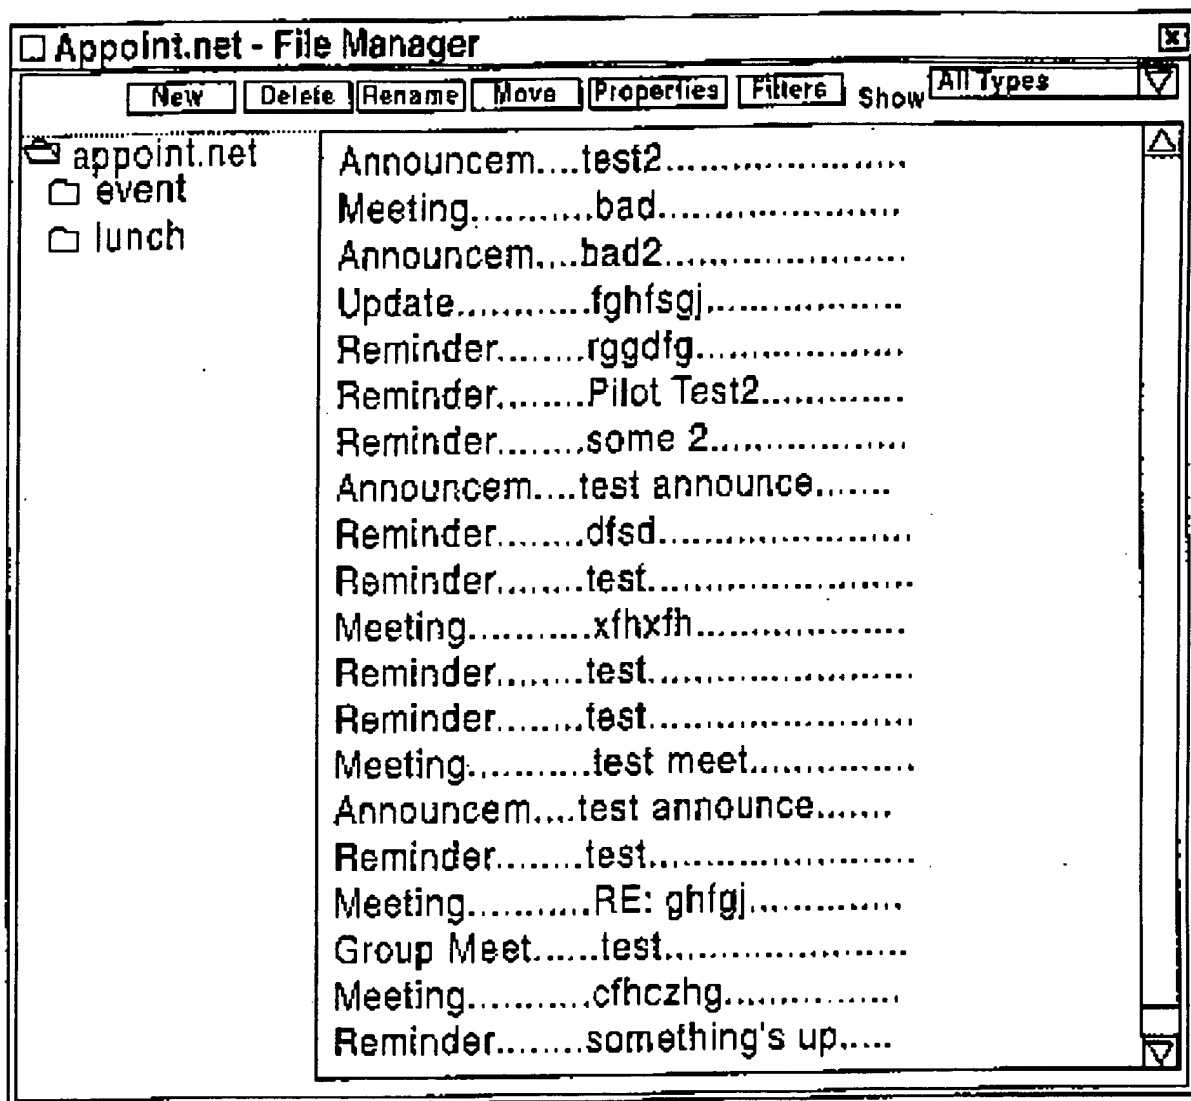 Appoint.net - File Manager
New Delete Rename Move Properties Filters Show All Types
appoint.net
event
lunch
Announcem....test2.......................
Meeting...........bad.......................
Announcem....bad2.....................
Update............fghfsgj..................
Reminder........rggdfg...................
Reminder........Pilot Test2.............
Reminder........some 2..................
Announcem....test announce.......
Reminder........dfsd.......................
Reminder........test........................
Meeting...........xfhxfh...................
Reminder........test........................
Reminder........test........................
Meeting...........test meet...............
Announcem....test announce.......
Reminder........test........................
Meeting...........RE: ghfgj..............
Group Meet......test......................
Meeting...........cfhczhg................
Reminder........something's up.....